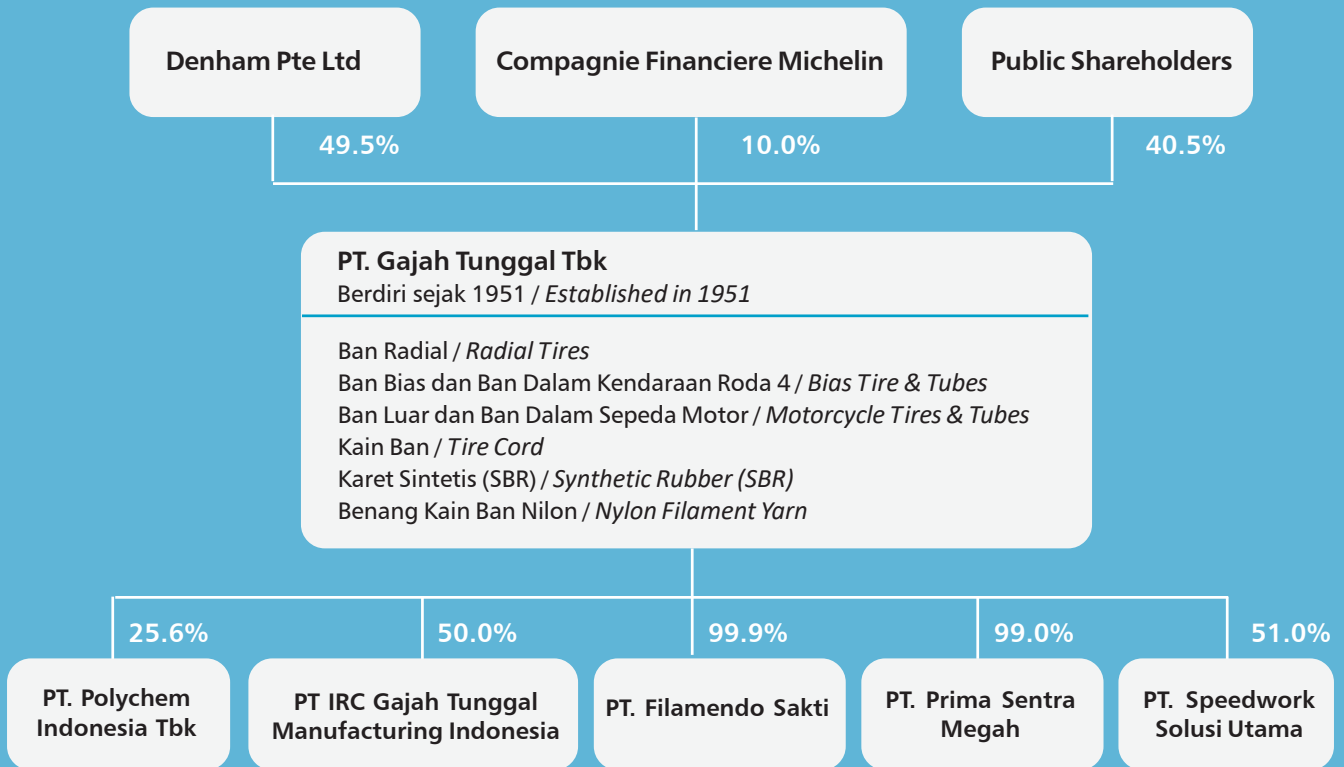 Denham Pte Ltd
Compagnie Financiere Michelin
Public Shareholders
49.5%
10.0%
40.5%
PT. Gajah Tunggal Tbk
Berdiri sejak 1951 / Established in 1951
Ban Radial / Radial Tires
Ban Bias dan Ban Dalam Kendaraan Roda 4 / Bias Tire & Tubes
Ban Luar dan Ban Dalam Sepeda Motor / Motorcycle Tires & Tubes
Kain Ban / Tire Cord
Karet Sintetis (SBR) / Synthetic Rubber (SBR)
Benang Kain Ban Nilon / Nylon Filament Yarn
25.6%
50.0%
99.9%
99.0%
51.0%
PT. Polychem
Indonesia Tbk
PT IRC Gajah Tunggal
Manufacturing Indonesia
PT. Filamendo Sakti
PT. Prima Sentra
Megah
PT. Speedwork
Solusi Utama